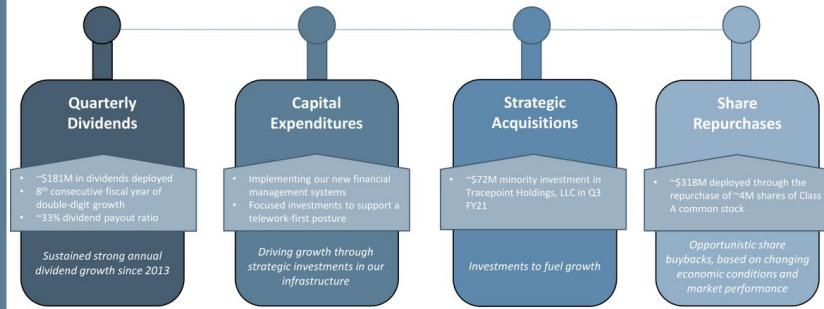 Quarterly
Dividends
• ~$181M in dividends deployed
• 8th consecutive fiscal year of
double-digit growth
• ~33% dividend payout ratio
Sustained strong annual
dividend growth since 2013
Capital
Expenditures
• Implementing our new financial
management systems
• Focused investments to support a
telework-first posture
Driving growth through
strategic investments in our
infrastructure
Strategic
Acquisitions
• ~$72M minority investment in
Tracepoint Holdings, LLC in Q3
FY21
Investments to fuel growth
Share
Repurchases
• ~$318M deployed through the
repurchase of ~4M shares of Class
A common stock
Opportunistic share
buybacks, based on changing
economic conditions and
market performance